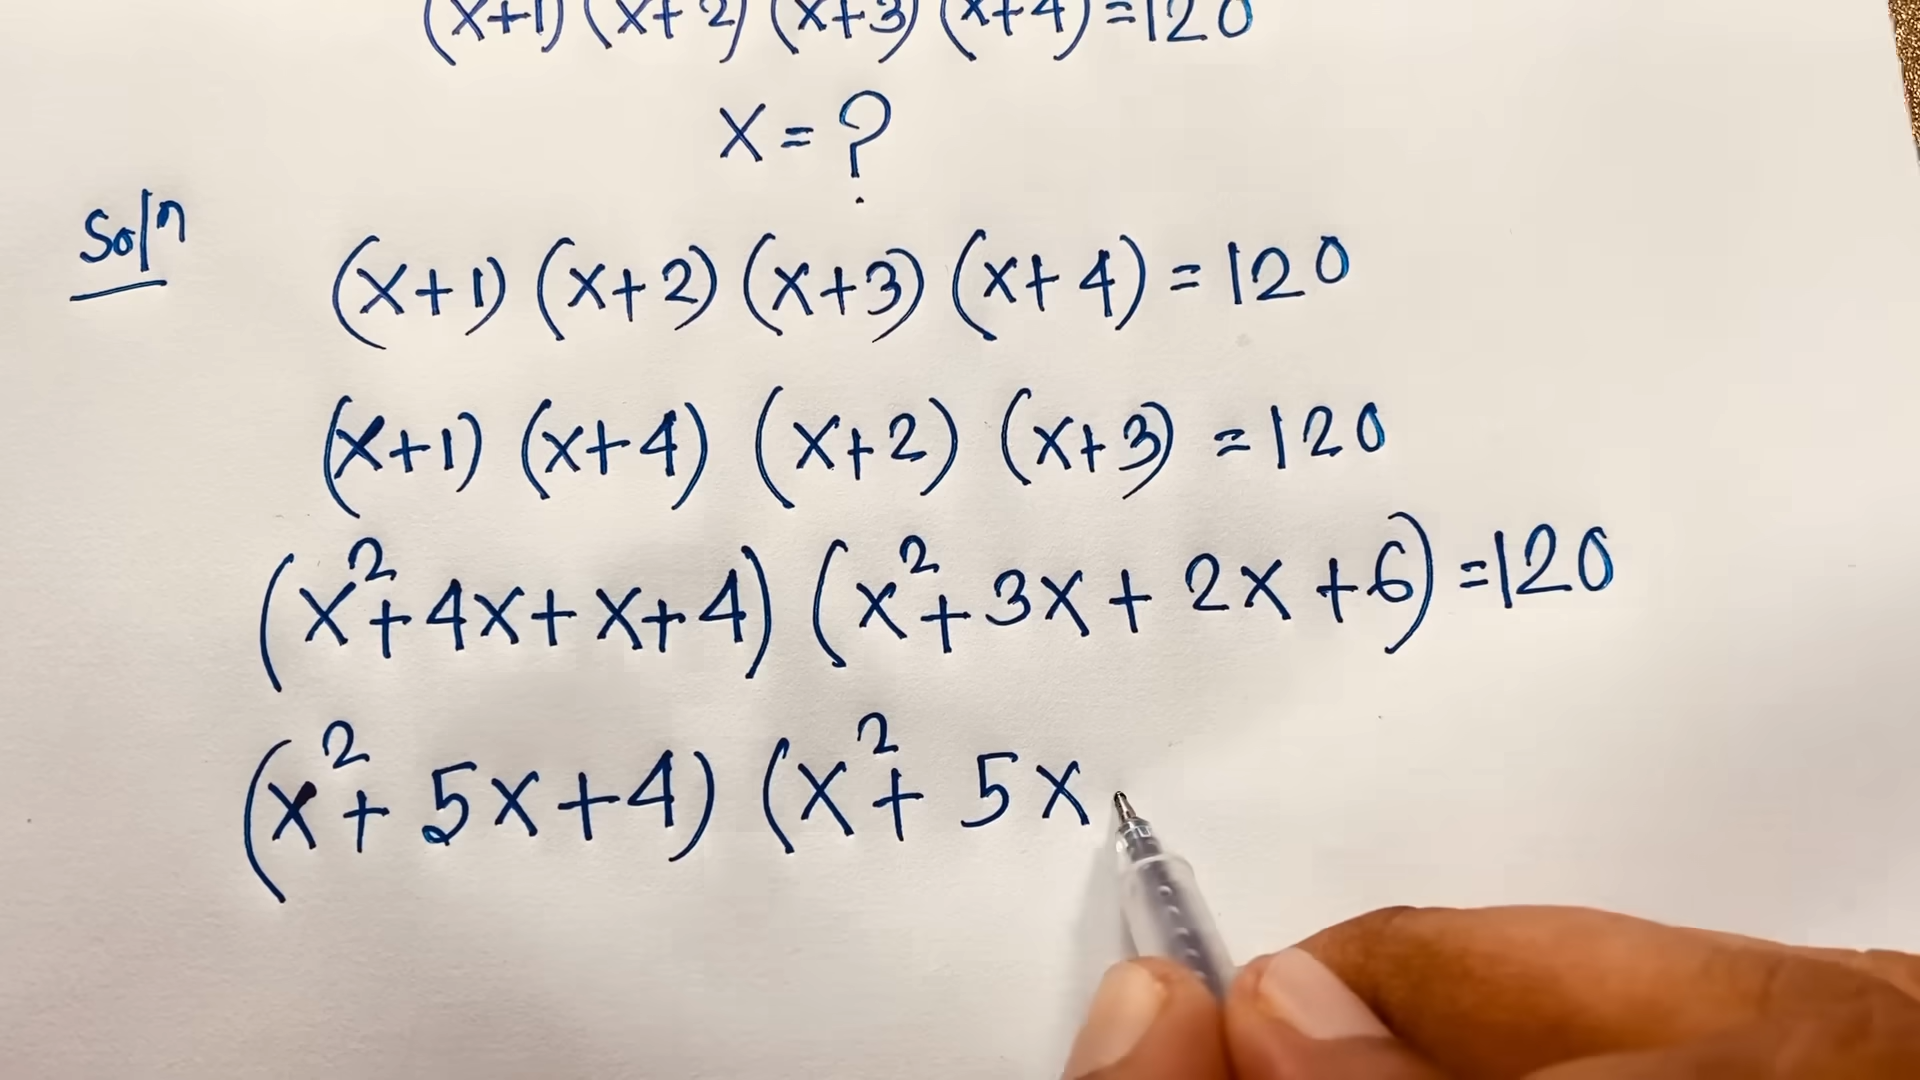 (x+1) (x+2) (x+3) (x+4) =120
x = ?
Soln
(x+1) (x+2) (x+3) (x+4) = 120
(x+1) (x+4) (x+2) (x+3) = 120
(x²+4x+x+4) (x²+3x+2x+6) =120
(x²+5x+4) (x²+5x